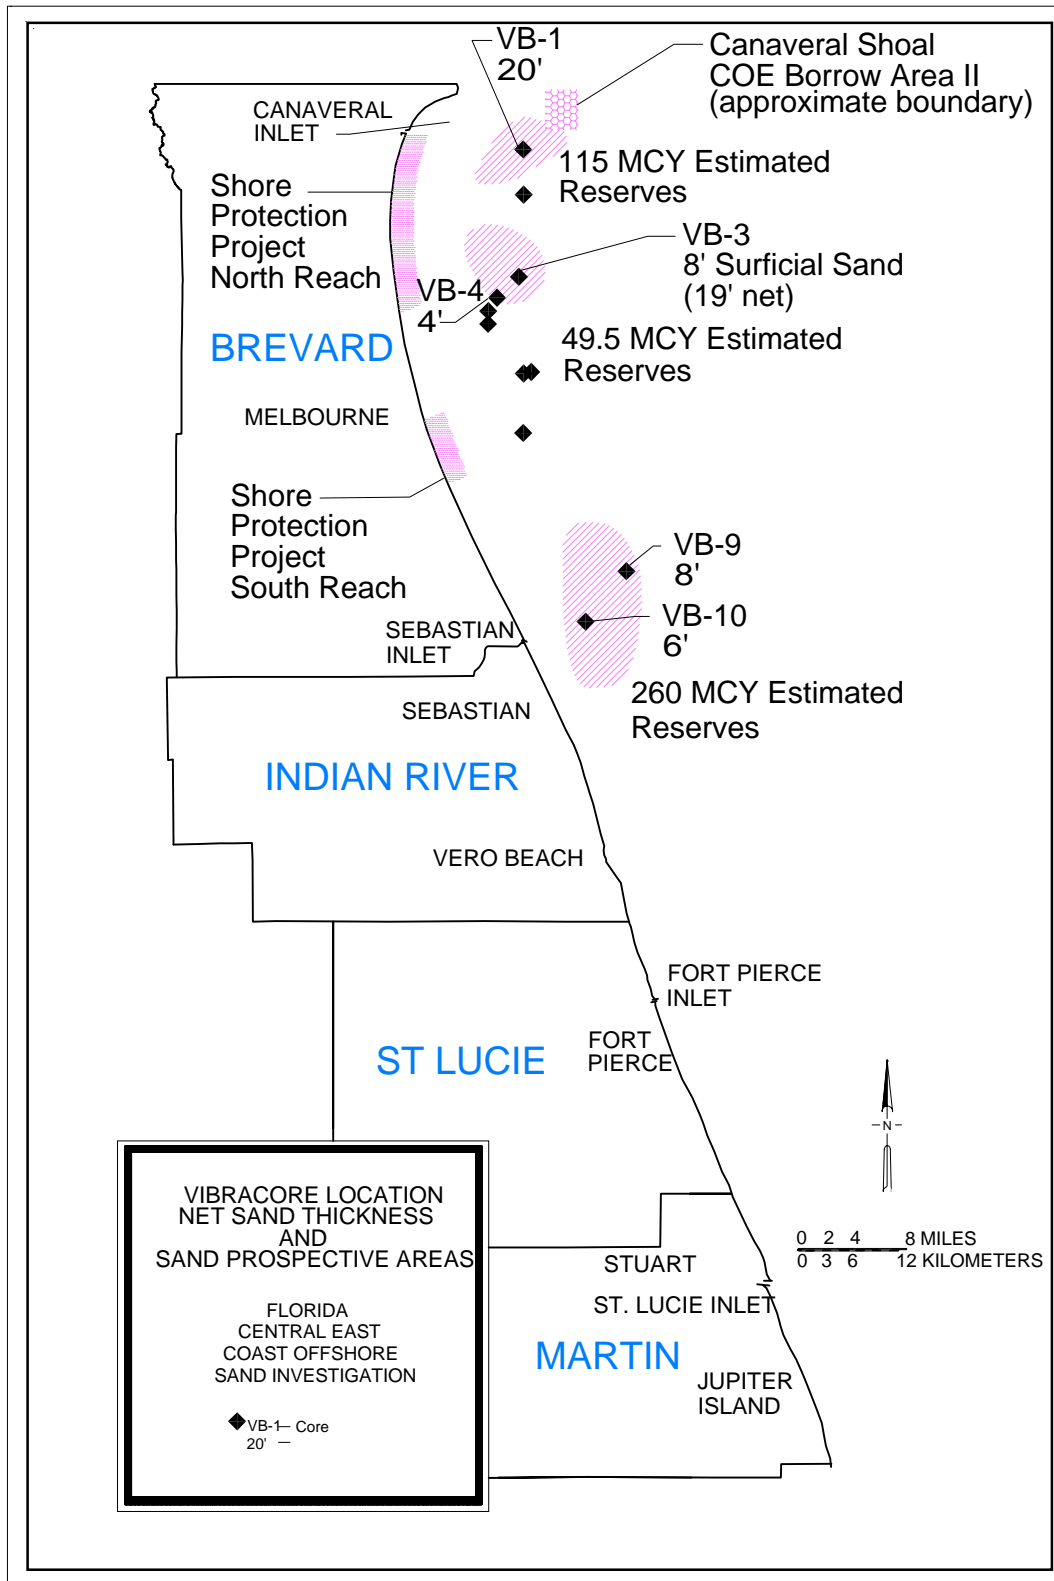 VB-1
20'
Canaveral Shoal
COE Borrow Area II
(approximate boundary)
CANAVERAL
INLET
115 MCY Estimated
Reserves
Shore
Protection
Project
North Reach
VB-3
8' Surficial Sand
(19' net)
VB-4
4'
BREVARD
49.5 MCY Estimated
Reserves
MELBOURNE
Shore
Protection
Project
South Reach
VB-9
8'
VB-10
6'
SEBASTIAN
INLET
260 MCY Estimated
Reserves
SEBASTIAN
INDIAN RIVER
VERO BEACH
FORT PIERCE
INLET
FORT
PIERCE
ST LUCIE
N
VIBRACORE LOCATION
NET SAND THICKNESS
AND
SAND PROSPECTIVE AREAS
FLORIDA
CENTRAL EAST
COAST OFFSHORE
SAND INVESTIGATION
VB-1 Core
20'
0 2 4 8 MILES
0 3 6 12 KILOMETERS
STUART
ST. LUCIE INLET
MARTIN
JUPITER
ISLAND